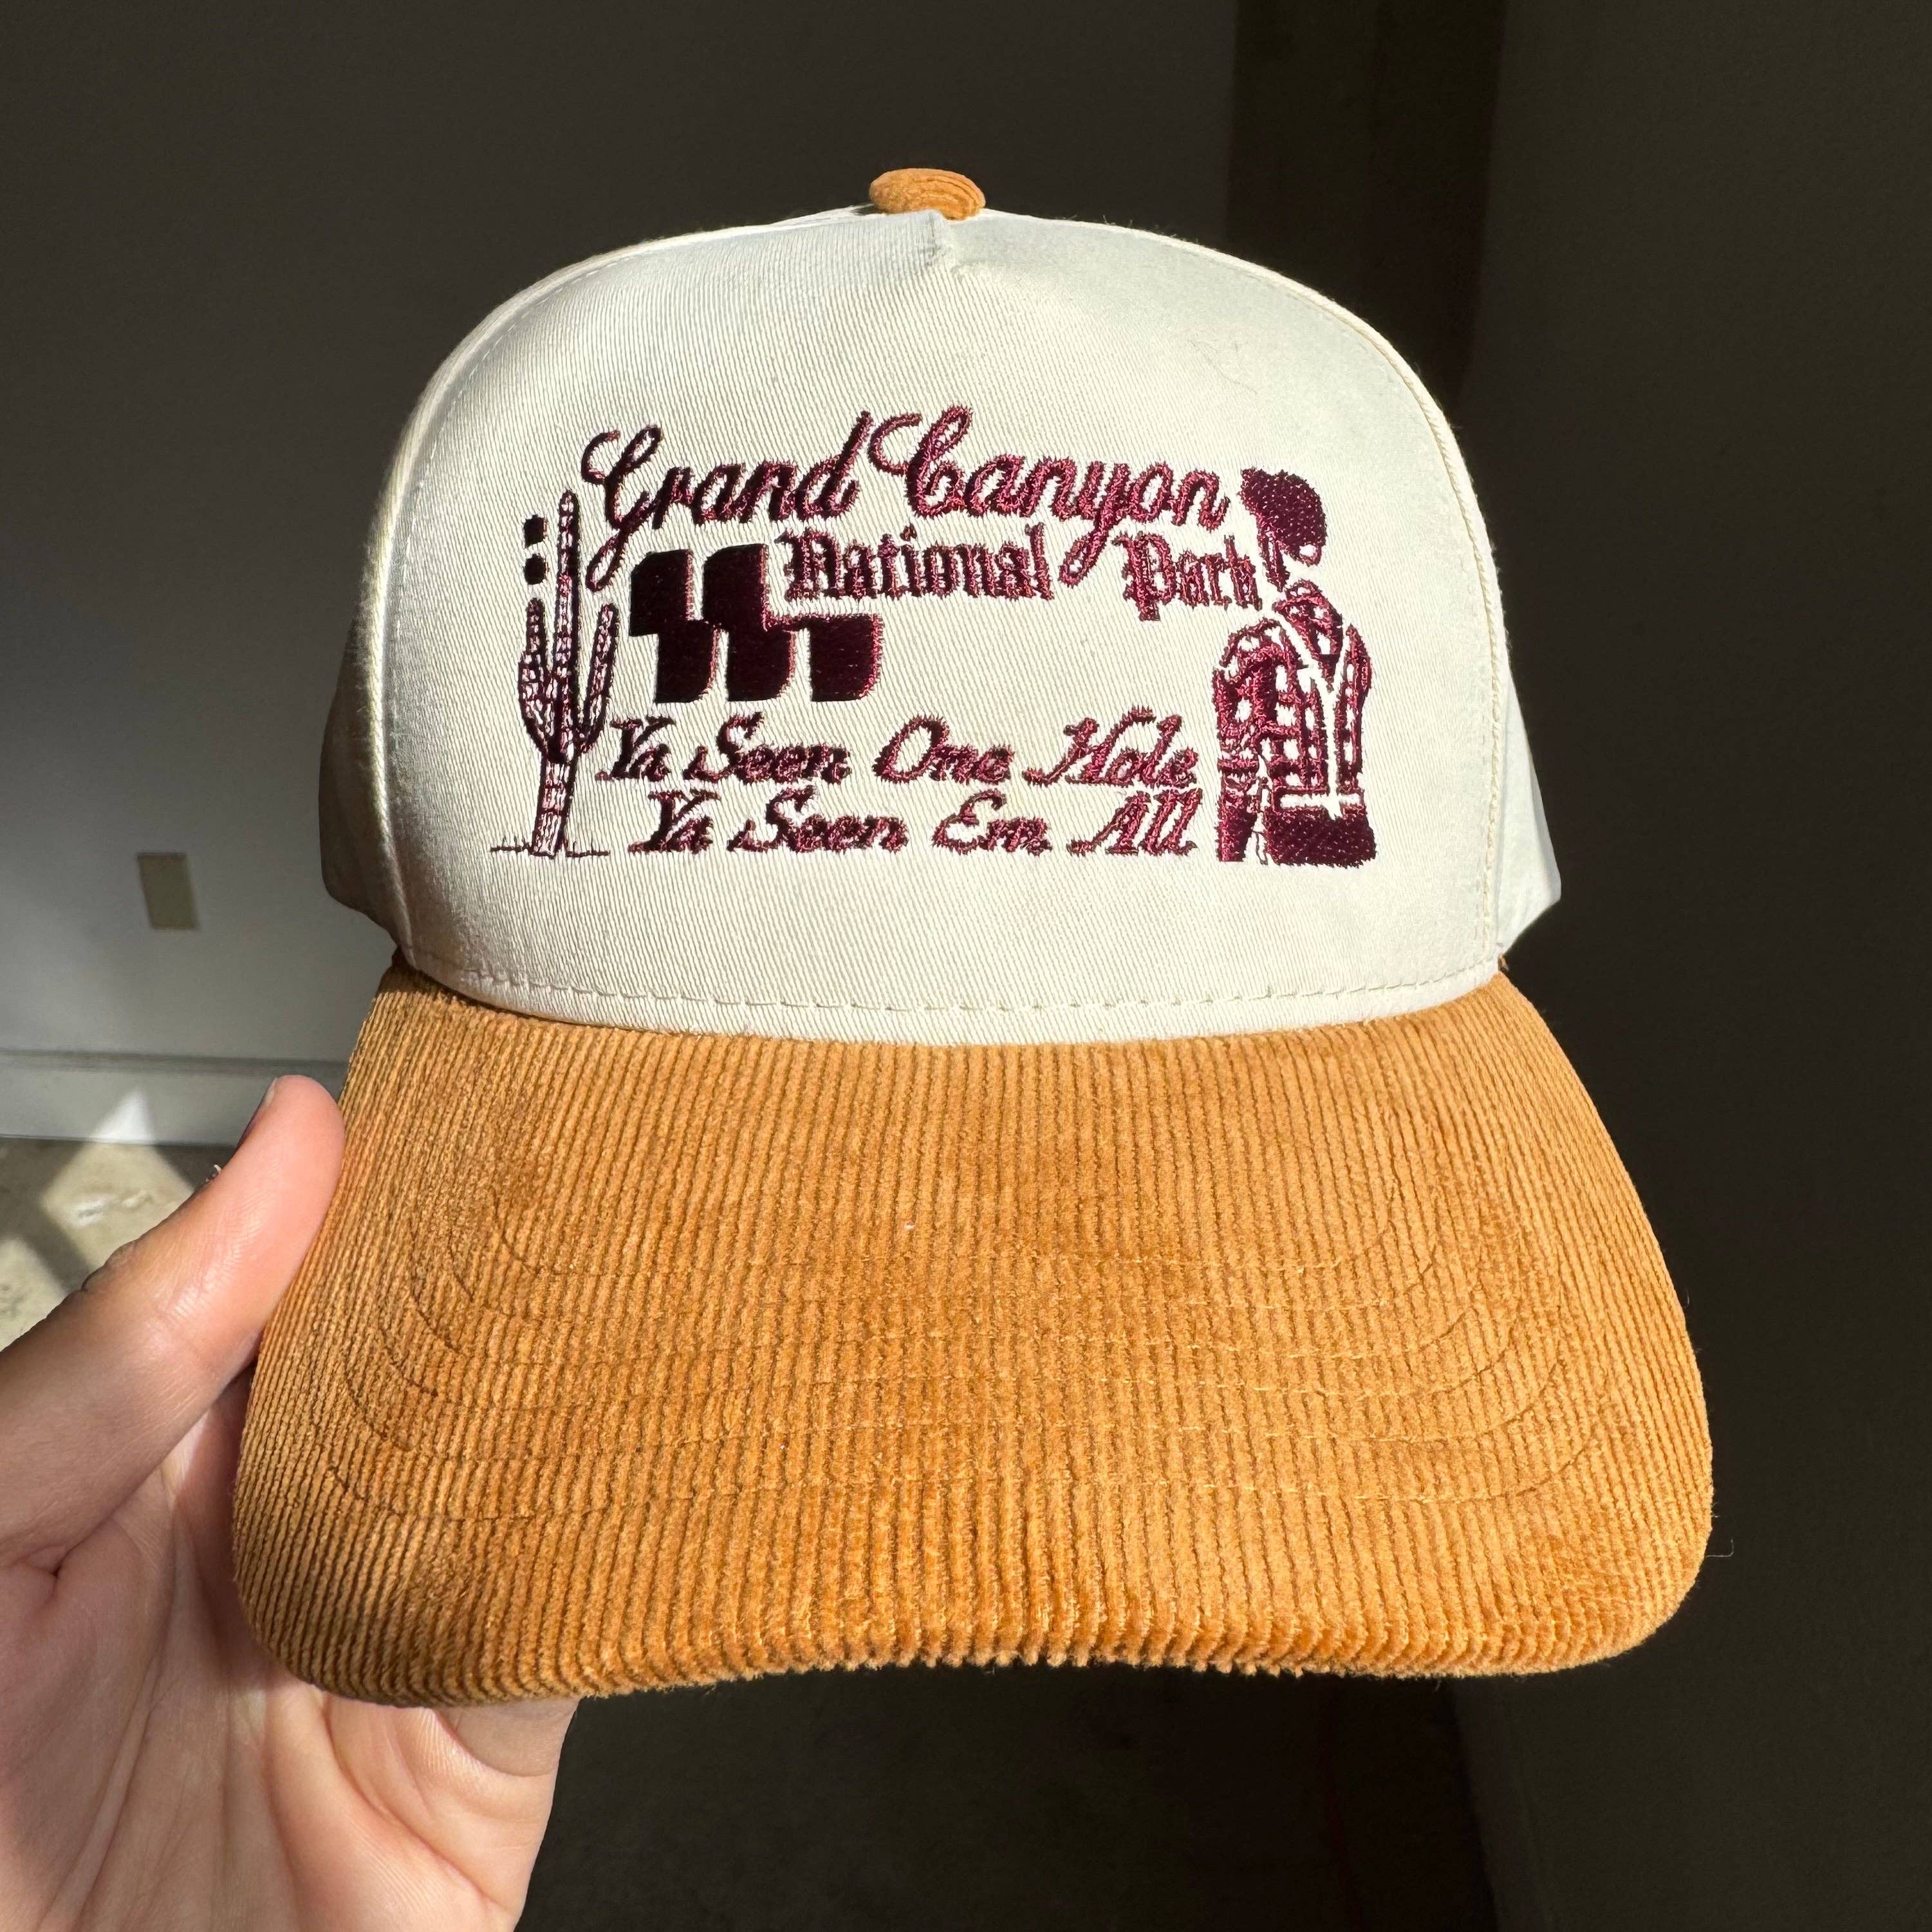 Grand Canyon
National Park
Ya Seen One Hole
Ya Seen Em All